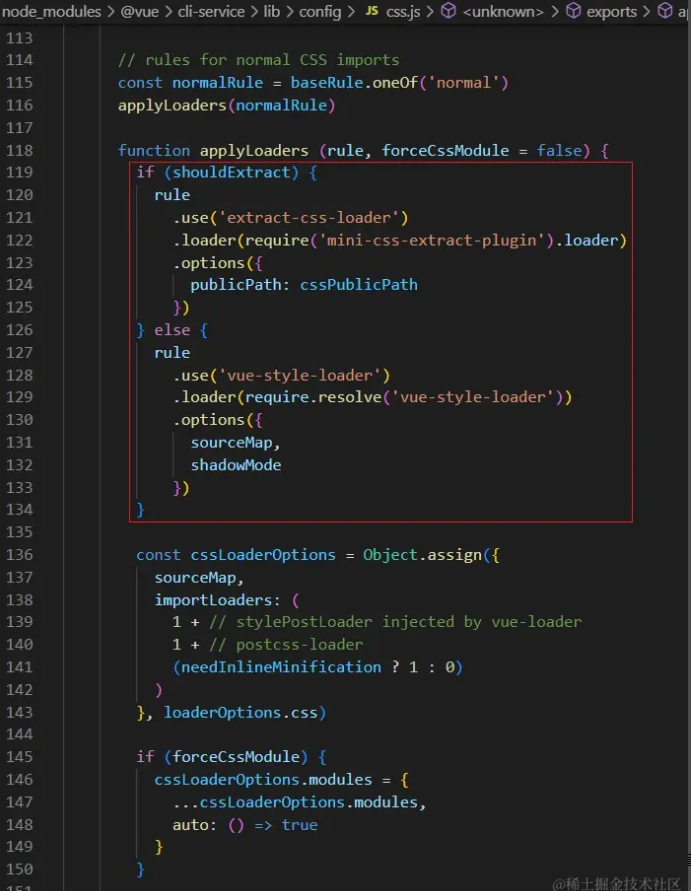 node_modules > @vue > cli-service > lib > config > JS css.js > <unknown> > exports > ap
113
114 // rules for normal CSS imports
115 const normalRule = baseRule.oneOf('normal')
116 applyLoaders(normalRule)
117
118 function applyLoaders (rule, forceCssModule = false) {
119   if (shouldExtract) {
120     rule
121       .use('extract-css-loader')
122       .loader(require('mini-css-extract-plugin').loader)
123       .options({
124         publicPath: cssPublicPath
125       })
126   } else {
127     rule
128       .use('vue-style-loader')
129       .loader(require.resolve('vue-style-loader'))
130       .options({
131         sourceMap,
132         shadowMode
133       })
134   }
135
136   const cssLoaderOptions = Object.assign({
137     sourceMap,
138     importLoaders: (
139       1 + // stylePostLoader injected by vue-loader
140       1 + // postcss-loader
141       (needInlineMinification ? 1 : 0)
142     )
143   }, loaderOptions.css)
144
145   if (forceCssModule) {
146     cssLoaderOptions.modules = {
147       ...cssLoaderOptions.modules,
148       auto: () => true
149     }
150   }
@稀土掘金技术社区